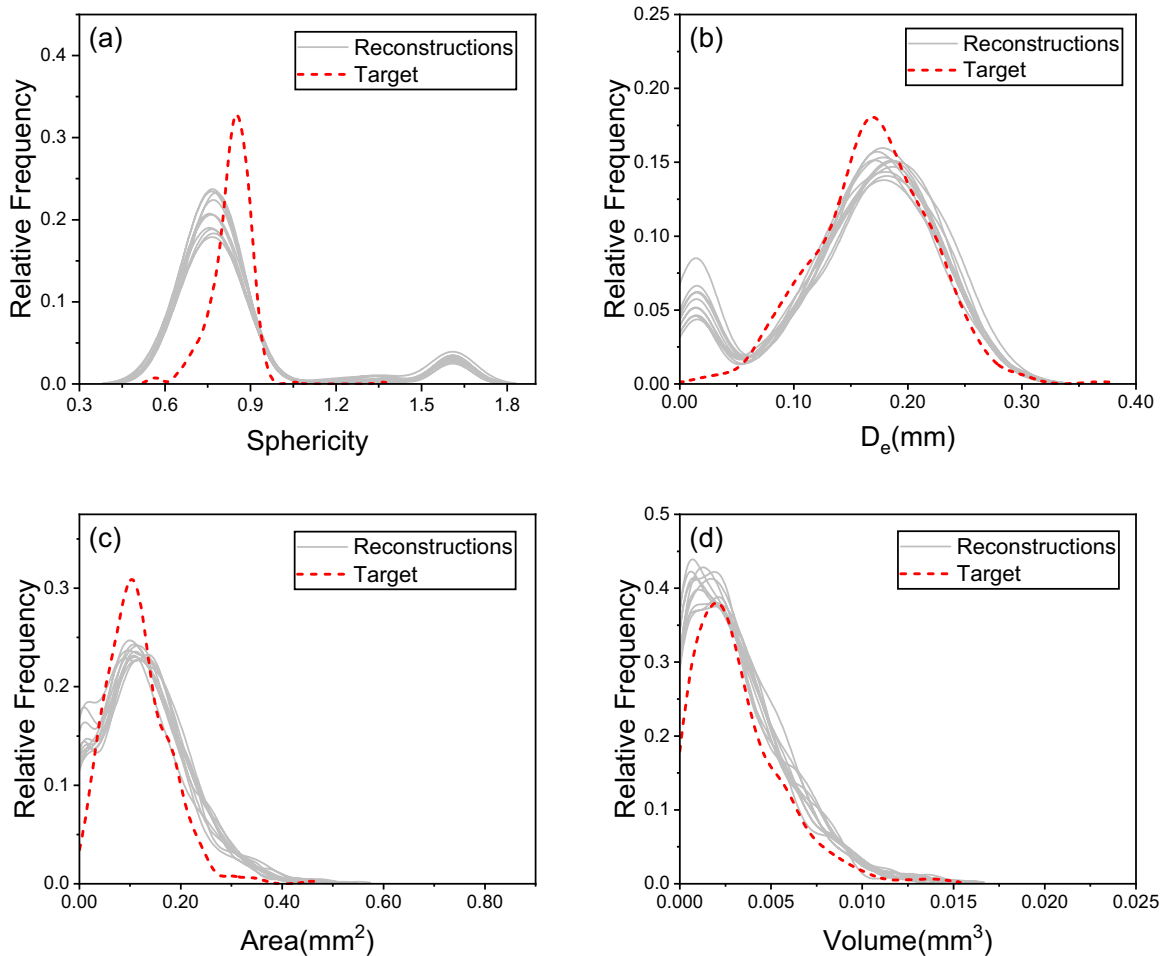 (a)
Reconstructions
Target
Relative Frequency
0.4
0.3
0.2
0.1
0.0
0.3 0.6 0.9 1.2 1.5 1.8
Sphericity
(b)
Reconstructions
Target
Relative Frequency
0.25
0.20
0.15
0.10
0.05
0.00
0.00 0.10 0.20 0.30 0.40
De(mm)
(c)
Reconstructions
Target
Relative Frequency
0.3
0.2
0.1
0.0
0.00 0.20 0.40 0.60 0.80
Area(mm²)
(d)
Reconstructions
Target
Relative Frequency
0.5
0.4
0.3
0.2
0.1
0.0
0.000 0.005 0.010 0.015 0.020 0.025
Volume(mm³)